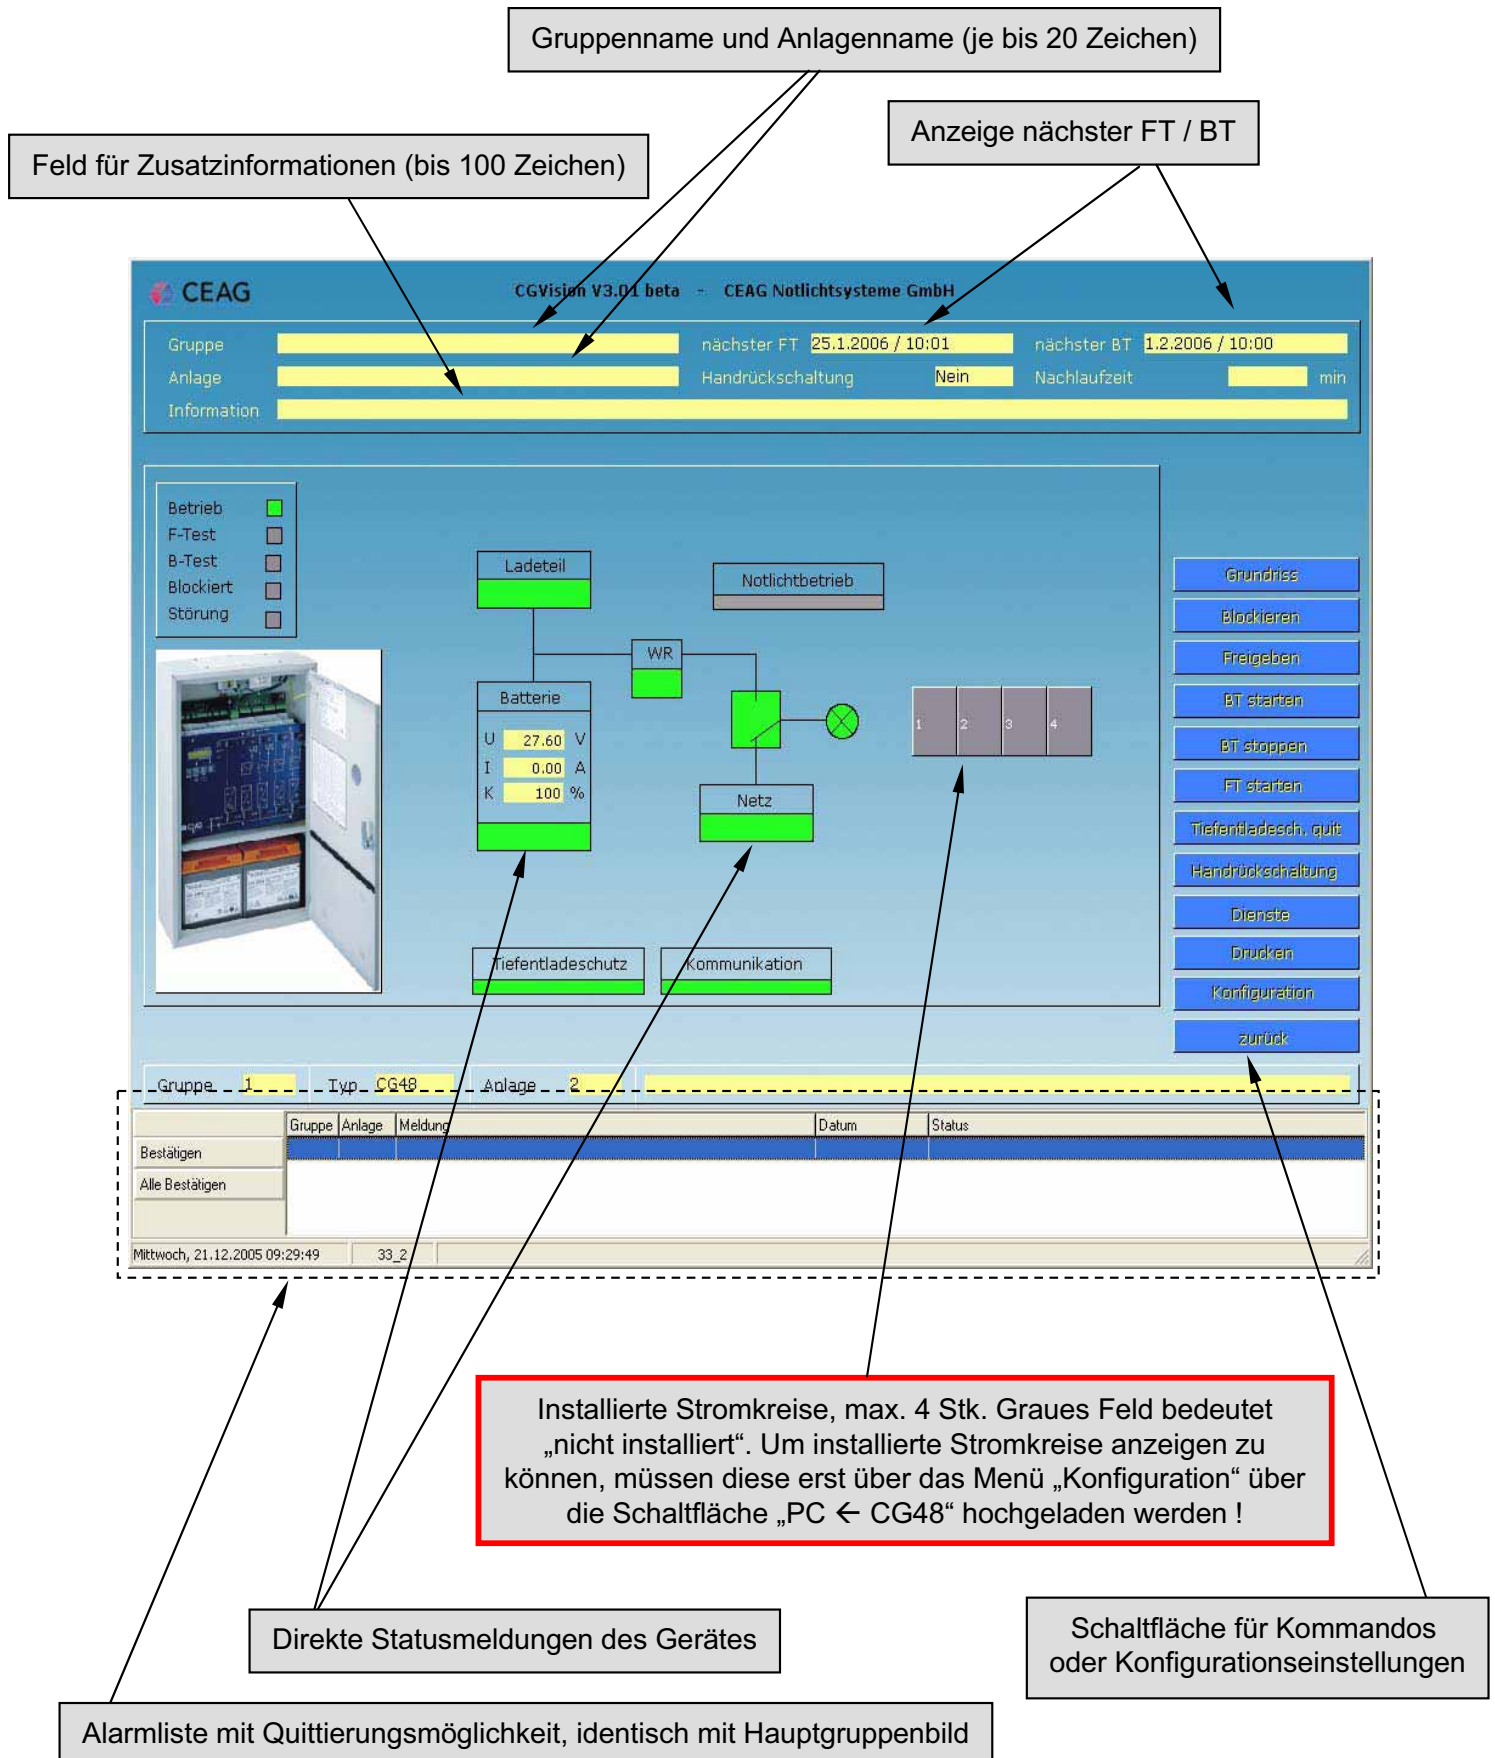 Gruppenname und Anlagenname (je bis 20 Zeichen)
Anzeige nächster FT / BT
Feld für Zusatzinformationen (bis 100 Zeichen)
CEAG
CGVision V3.01 beta - CEAG Notlichtsysteme GmbH
Gruppe
nächster FT 25.1.2006 / 10:01
nächster BT 1.2.2006 / 10:00
Anlage
Handrückschaltung Nein
Nachlaufzeit min
Information
Betrieb
F-Test
B-Test
Blockiert
Störung
Ladeteil
Notlichtbetrieb
WR
Batterie
U 27.60 V
I 0.00 A
K 100 %
Netz
1 2 3 4
Tiefentladeschutz
Kommunikation
Grundriss
Blockieren
Freigeben
BT starten
BT stoppen
FT starten
Tiefentladesch. quit
Handrückschaltung
Dienste
Drucken
Konfiguration
zurück
Gruppe 1 Typ CG48 Anlage 2
Gruppe Anlage Meldung Datum Status
Bestätigen
Alle Bestätigen
Mittwoch, 21.12.2005 09:29:49 33_2
Installierte Stromkreise, max. 4 Stk. Graues Feld bedeutet
„nicht installiert“. Um installierte Stromkreise anzeigen zu
können, müssen diese erst über das Menü „Konfiguration“ über
die Schaltfläche „PC ← CG48“ hochgeladen werden !
Direkte Statusmeldungen des Gerätes
Schaltfläche für Kommandos
oder Konfigurationseinstellungen
Alarmliste mit Quittierungsmöglichkeit, identisch mit Hauptgruppenbild